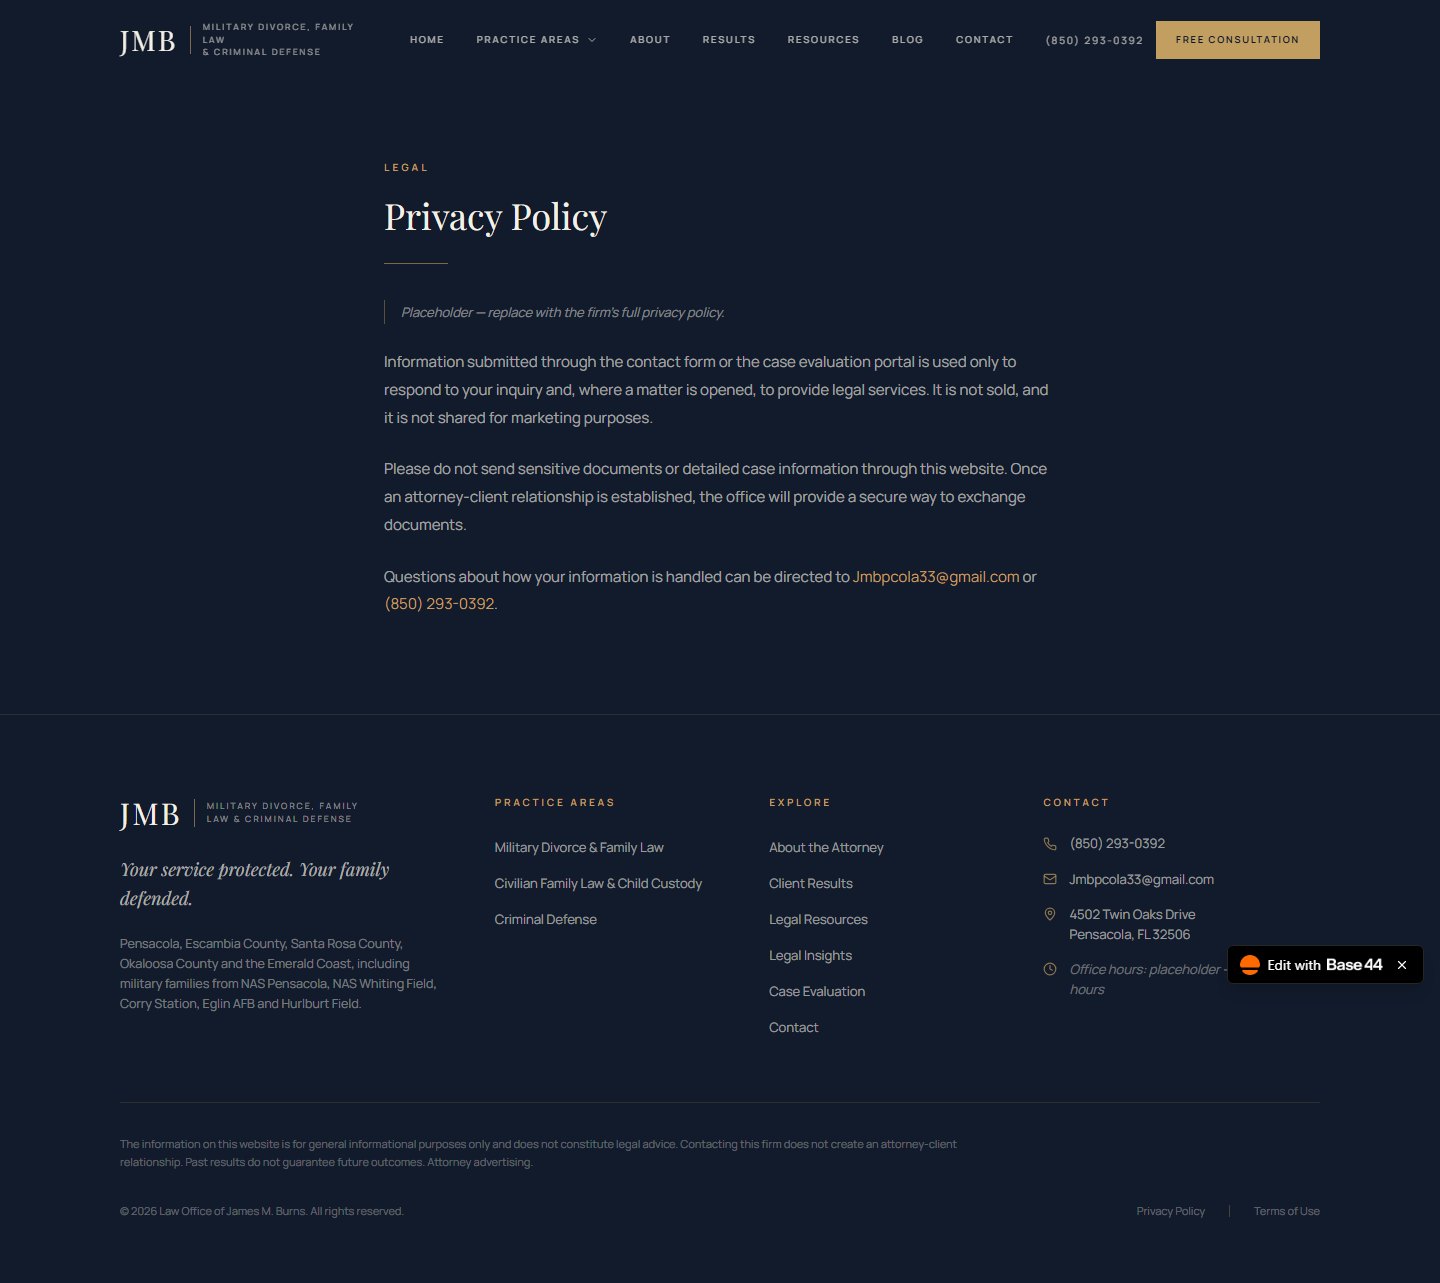 JMB
MILITARY DIVORCE, FAMILY
LAW
& CRIMINAL DEFENSE
HOME
PRACTICE AREAS
ABOUT
RESULTS
RESOURCES
BLOG
CONTACT
(850) 293-0392
FREE CONSULTATION
LEGAL
Privacy Policy
Placeholder — replace with the firm's full privacy policy.
Information submitted through the contact form or the case evaluation portal is used only to
respond to your inquiry and, where a matter is opened, to provide legal services. It is not sold, and
it is not shared for marketing purposes.
Please do not send sensitive documents or detailed case information through this website. Once
an attorney-client relationship is established, the office will provide a secure way to exchange
documents.
Questions about how your information is handled can be directed to Jmbpcola33@gmail.com or
(850) 293-0392.
JMB
MILITARY DIVORCE, FAMILY
LAW & CRIMINAL DEFENSE
Your service protected. Your family
defended.
Pensacola, Escambia County, Santa Rosa County,
Okaloosa County and the Emerald Coast, including
military families from NAS Pensacola, NAS Whiting Field,
Corry Station, Eglin AFB and Hurlburt Field.
PRACTICE AREAS
Military Divorce & Family Law
Civilian Family Law & Child Custody
Criminal Defense
EXPLORE
About the Attorney
Client Results
Legal Resources
Legal Insights
Case Evaluation
Contact
CONTACT
(850) 293-0392
Jmbpcola33@gmail.com
4502 Twin Oaks Drive
Pensacola, FL 32506
Office hours: placeholder
hours
Edit with Base44
The information on this website is for general informational purposes only and does not constitute legal advice. Contacting this firm does not create an attorney-client
relationship. Past results do not guarantee future outcomes. Attorney advertising.
© 2026 Law Office of James M. Burns. All rights reserved.
Privacy Policy
Terms of Use